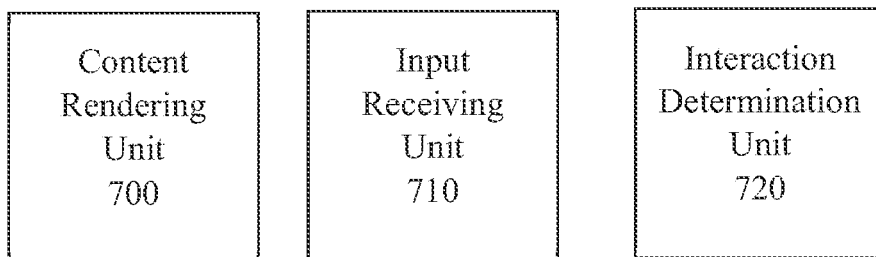 Content
Rendering
Unit
700
Input
Receiving
Unit
710
Interaction
Determination
Unit
720